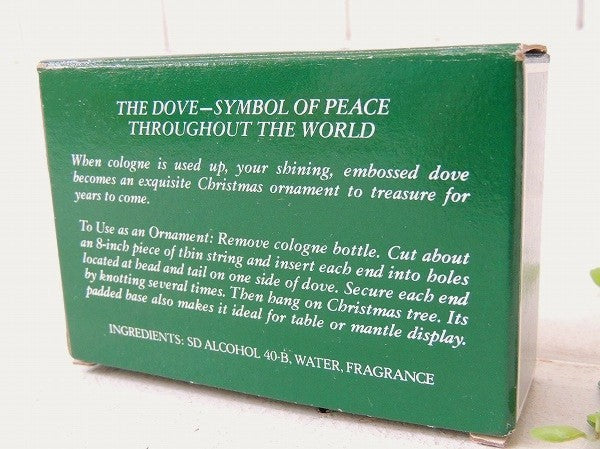 THE DOVE—SYMBOL OF PEACE
THROUGHOUT THE WORLD
When cologne is used up, your shining, embossed dove
becomes an exquisite Christmas ornament to treasure for
years to come.
To Use as an Ornament: Remove cologne bottle. Cut about
an 8-inch piece of thin string and insert each end into holes
located at head and tail on one side of dove. Secure each end
by knotting several times. Then hang on Christmas tree. Its
padded base also makes it ideal for table or mantle display.
INGREDIENTS: SD ALCOHOL 40-B, WATER, FRAGRANCE